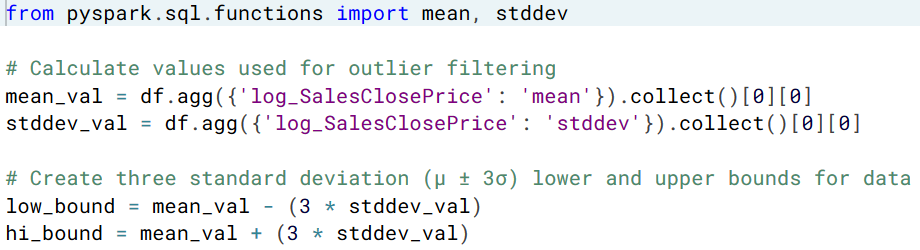 from pyspark.sql.functions import mean, stddev
# Calculate values used for outlier filtering
mean_val = df.agg({'log_SalesClosePrice': 'mean'}).collect()[0][0]
stddev_val = df.agg({'log_SalesClosePrice': 'stddev'}).collect()[0][0]
# Create three standard deviation (μ ± 3σ) lower and upper bounds for data
low_bound = mean_val - (3 * stddev_val)
hi_bound = mean_val + (3 * stddev_val)